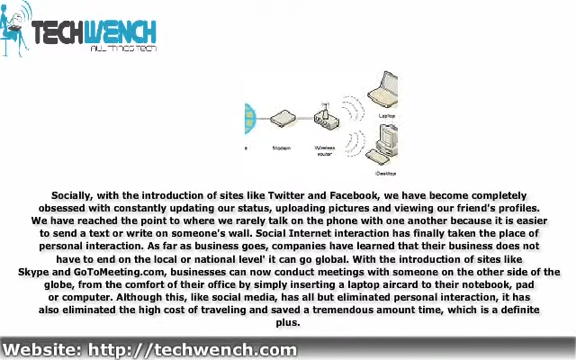 TECHWENCH
ALL THINGS TECH
Laptop
Modem
Wireless
router
Desktop
Socially, with the introduction of sites like Twitter and Facebook, we have become completely
obsessed with constantly updating our status, uploading pictures and viewing our friend's profiles.
We have reached the point to where we rarely talk on the phone with one another because it is easier
to send a text or write on someone's wall. Social Internet interaction has finally taken the place of
personal interaction. As far as business goes, companies have learned that their business does not
have to end on the local or national level' it can go global. With the introduction of sites like
Skype and GoToMeeting.com, businesses can now conduct meetings with someone on the other side of the
globe, from the comfort of their office by simply inserting a laptop aircard to their notebook, pad
or computer. Although this, like social media, has all but eliminated personal interaction, it has
also eliminated the high cost of traveling and saved a tremendous amount time, which is a definite
plus.
Website: http://techwench.com